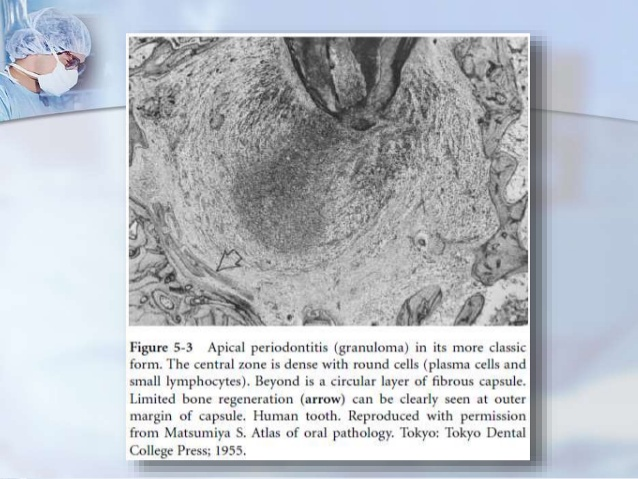 Figure 5-3 Apical periodontitis (granuloma) in its more classic
form. The central zone is dense with round cells (plasma cells and
small lymphocytes). Beyond is a circular layer of fibrous capsule.
Limited bone regeneration (arrow) can be clearly seen at outer
margin of capsule. Human tooth. Reproduced with permission
from Matsumiya S. Atlas of oral pathology. Tokyo: Tokyo Dental
College Press; 1955.